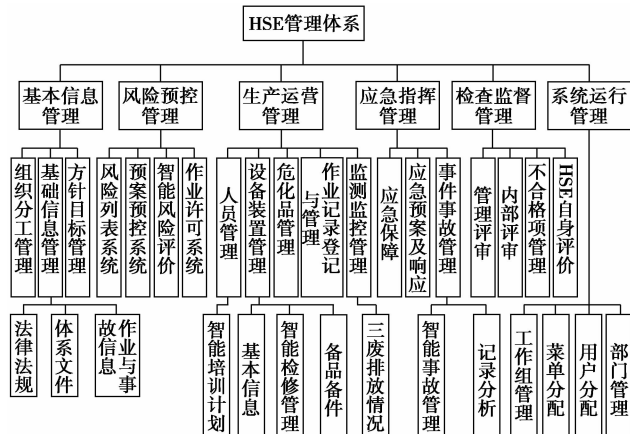 HSE管理体系
基本信息
管理
风险预控
管理
生产运营
管理
应急指挥
管理
检查监督
管理
系统运行
管理
组织分工管理
基础信息管理
方针目标管理
风险列表系统
预案预控系统
智能风险评价
作业许可系统
人员管理
设备装置管理
危化品管理
作业记录登记
与管理
监测监控管理
应急保障
应急预案及响应
事件事故管理
管理评审
内部评审
不合格项管理
HSE自身评价
法律法规
体系文件
作业与事
故信息
智能培训计划
基本信息
智能检修管理
备品备件
三废排放情况
智能事故管理
记录分析
工作组管理
菜单分配
用户分配
部门管理